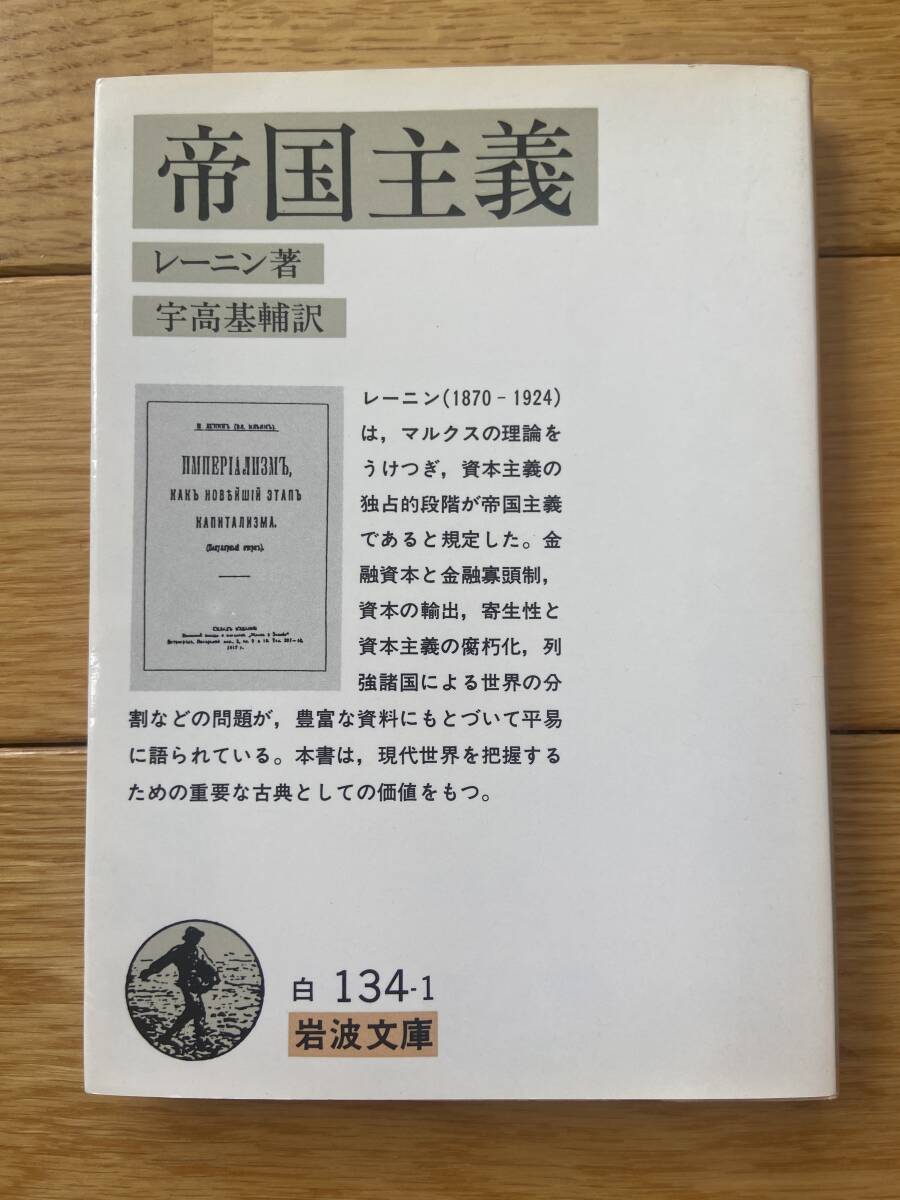 帝国主義
レーニン著
宇高基輔訳
レーニン(1870－1924)
は，マルクスの理論を
うけつぎ，資本主義の
独占的段階が帝国主義
であると規定した。金
融資本と金融寡頭制，
資本の輸出，寄生性と
資本主義の腐朽化，列
強諸国による世界の分
割などの問題が，豊富な資料にもとづいて平易
に語られている。本書は，現代世界を把握する
ための重要な古典としての価値をもつ。
ИМПЕРІАЛИЗМЪ,
КАКЪ НОВѢЙШІЙ ЭТАПЪ
КАПИТАЛИЗМА.
(Популярный очеркъ).
白 134-1
岩波文庫